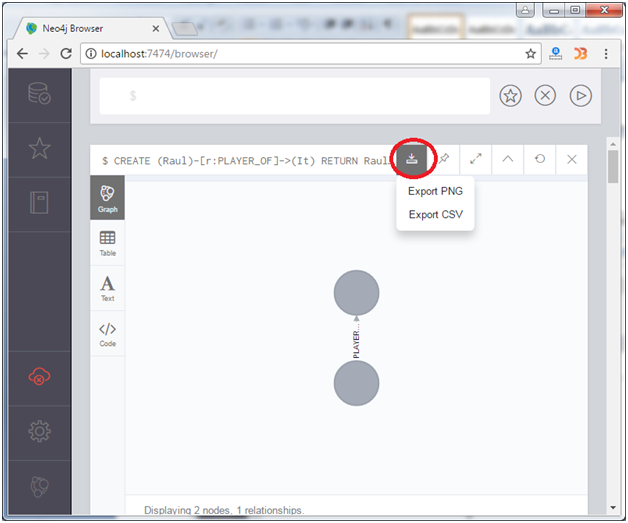 Neo4j Browser
localhost:7474/browser/
$
$ CREATE (Raul)-[r:PLAYER_OF]->(It) RETURN Raul
Export PNG
Export CSV
Graph
Table
Text
Code
A
</>
PLAYER...
Displaying 2 nodes, 1 relationships.